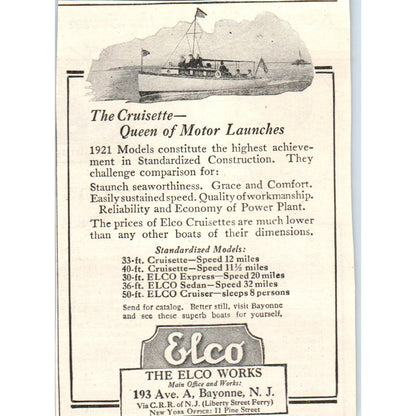 The Cruisette—
Queen of Motor Launches
1921 Models constitute the highest achieve-
ment in Standardized Construction. They
challenge comparison for:
Staunch seaworthiness. Grace and Comfort.
Easily sustained speed. Quality of workmanship.
Reliability and Economy of Power Plant.
The prices of Elco Cruisettes are much lower
than any other boats of their dimensions.
Standardized Models:
33-ft. Cruisette—Speed 12 miles
40-ft. Cruisette—Speed 11½ miles
30-ft. ELCO Express—Speed 20 miles
36-ft. ELCO Sedan—Speed 32 miles
50-ft. ELCO Cruiser—sleeps 8 persons
Send for catalog. Better still, visit Bayonne
and see these superb boats for yourself.
Elco
THE ELCO WORKS
Main Office and Works:
193 Ave. A, Bayonne, N. J.
Via C.R.R. of N.J. (Liberty Street Ferry)
New York Office: 11 Pine Street